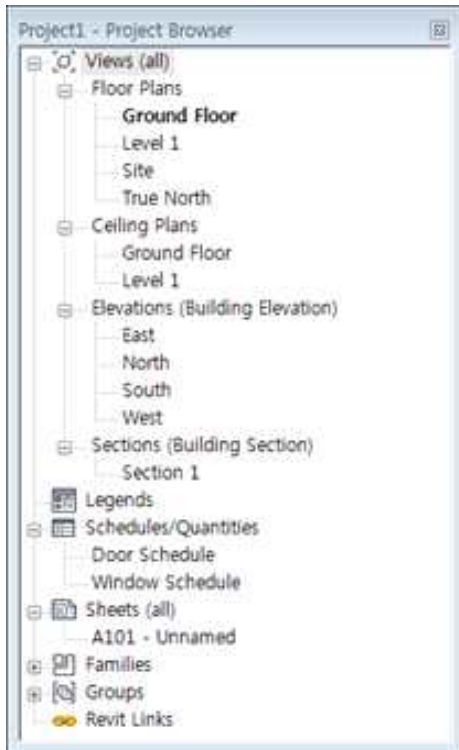 Project1 - Project Browser
Views (all)
Floor Plans
Ground Floor
Level 1
Site
True North
Ceiling Plans
Ground Floor
Level 1
Elevations (Building Elevation)
East
North
South
West
Sections (Building Section)
Section 1
Legends
Schedules/Quantities
Door Schedule
Window Schedule
Sheets (all)
A101 - Unnamed
Families
Groups
Revit Links